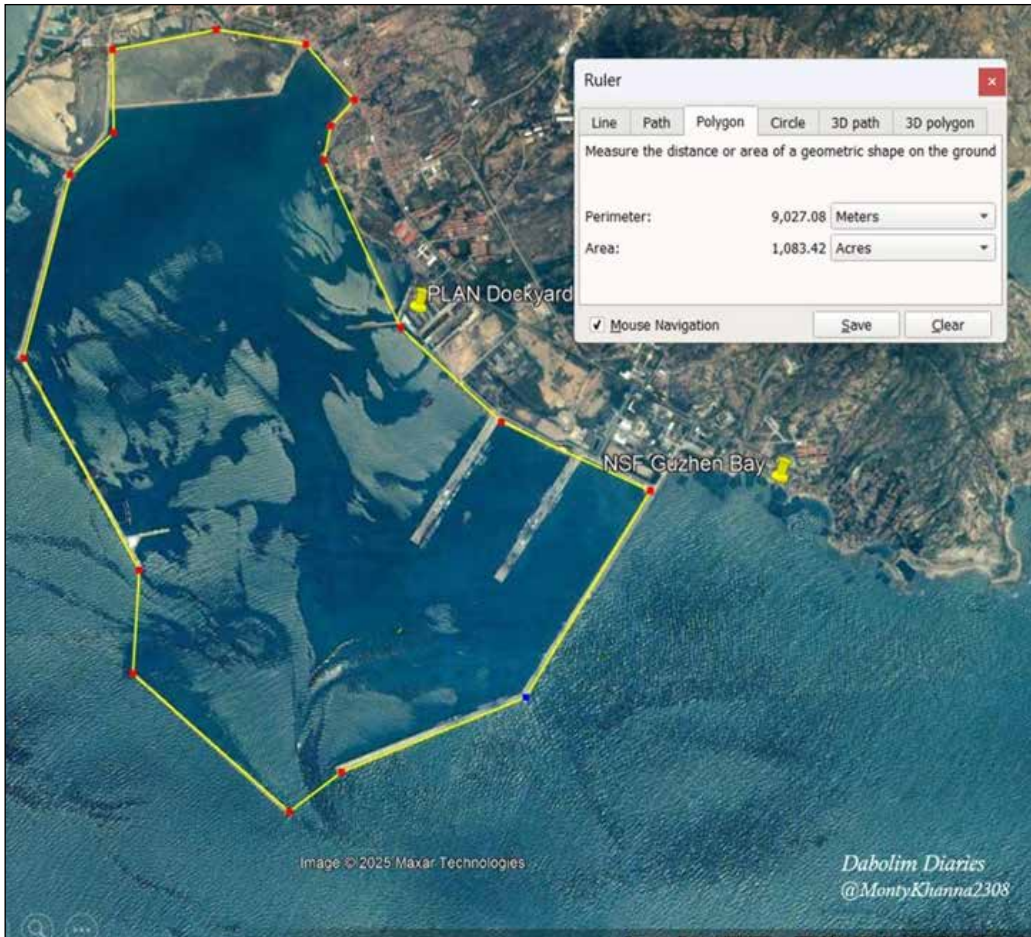 Ruler
Line Path Polygon Circle 3D path 3D polygon
Measure the distance or area of a geometric shape on the ground
Perimeter: 9,027.08 Meters
Area: 1,083.42 Acres
Mouse Navigation Save Clear
PLAN Dockyard
NSF Guzhen Bay
Image © 2025 Maxar Technologies
Dabolim Diaries
@MontyKhanna2308